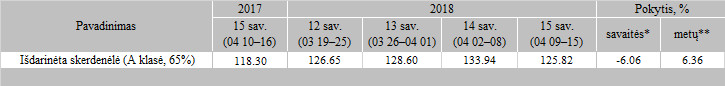 Pavadinimas 2017 2018 Pokytis, %
15 sav. 12 sav. 13 sav. 14 sav. 15 sav. savaitės* metų**
(04 10–16) (03 19–25) (03 26–04 01) (04 02–08) (04 09–15)
Išdarinėta skerdenėlė (A klasė, 65%) 118.30 126.65 128.60 133.94 125.82 -6.06 6.36